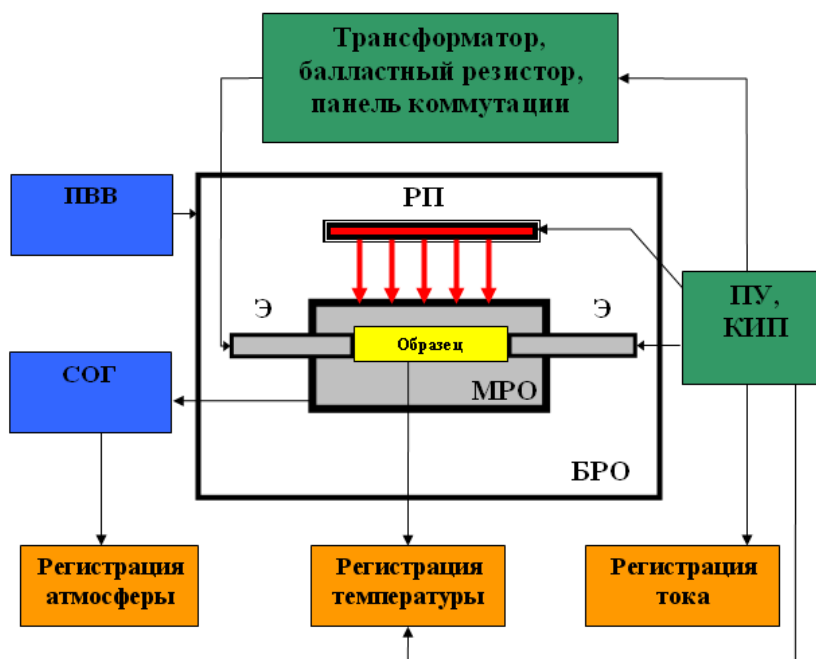 Трансформатор,
балластный резистор,
панель коммутации
ПВВ
РП
Э
Э
ПУ,
КИП
Образец
СОГ
МРО
БРО
Регистрация
атмосферы
Регистрация
температуры
Регистрация
тока